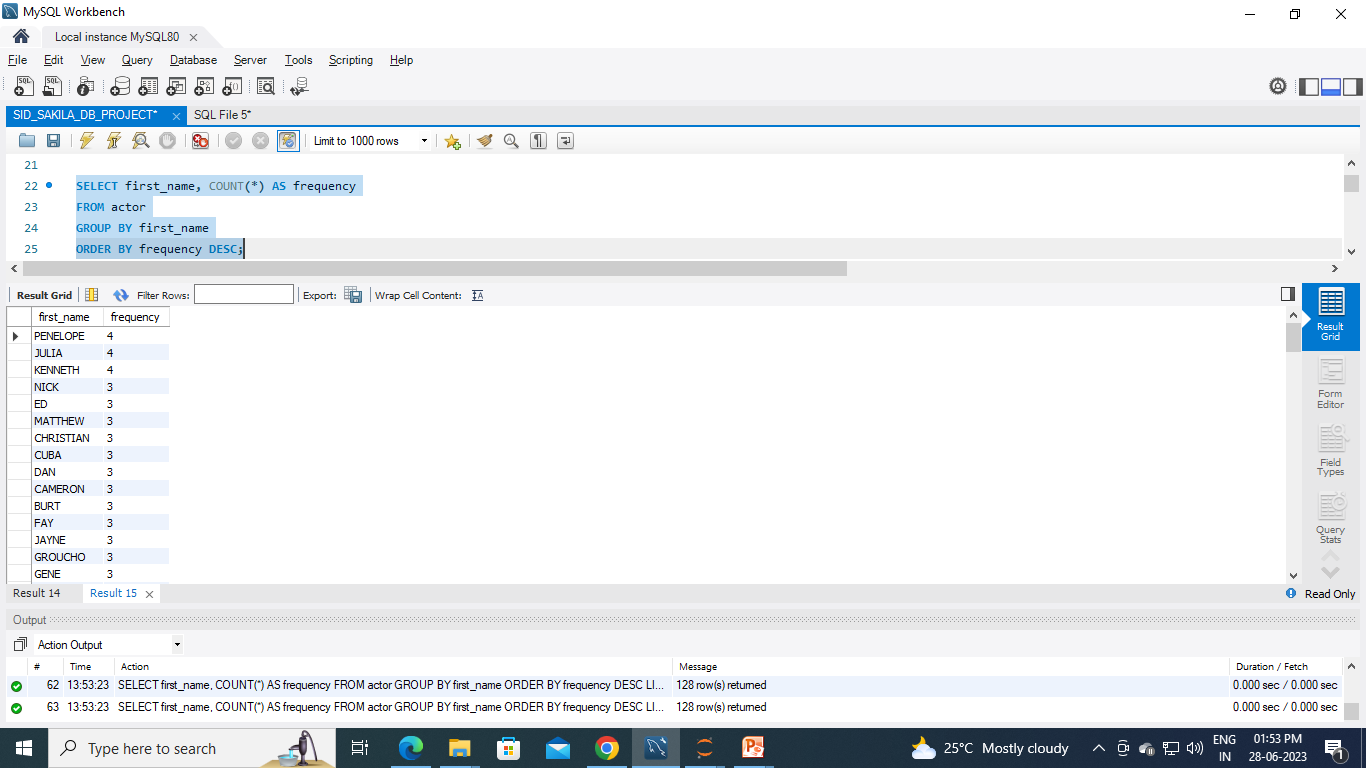 MySQL Workbench
Local instance MySQL80
File Edit View Query Database Server Tools Scripting Help
SID_SAKILA_DB_PROJECT* SQL File 5*
Limit to 1000 rows
21
22 SELECT first_name, COUNT(*) AS frequency
23 FROM actor
24 GROUP BY first_name
25 ORDER BY frequency DESC;
Result Grid Filter Rows: Export: Wrap Cell Content:
first_name frequency
PENELOPE 4
JULIA 4
KENNETH 4
NICK 3
ED 3
MATTHEW 3
CHRISTIAN 3
CUBA 3
DAN 3
CAMERON 3
BURT 3
FAY 3
JAYNE 3
GROUCHO 3
GENE 3
Result
Grid
Form
Editor
Field
Types
Query
Stats
Result 14 Result 15 Read Only
Output
Action Output
# Time Action Message Duration / Fetch
62 13:53:23 SELECT first_name, COUNT(*) AS frequency FROM actor GROUP BY first_name ORDER BY frequency DESC LI... 128 row(s) returned 0.000 sec / 0.000 sec
63 13:53:23 SELECT first_name, COUNT(*) AS frequency FROM actor GROUP BY first_name ORDER BY frequency DESC LI... 128 row(s) returned 0.000 sec / 0.000 sec
Type here to search 25°C Mostly cloudy ENG 01:53 PM
IN 28-06-2023 1